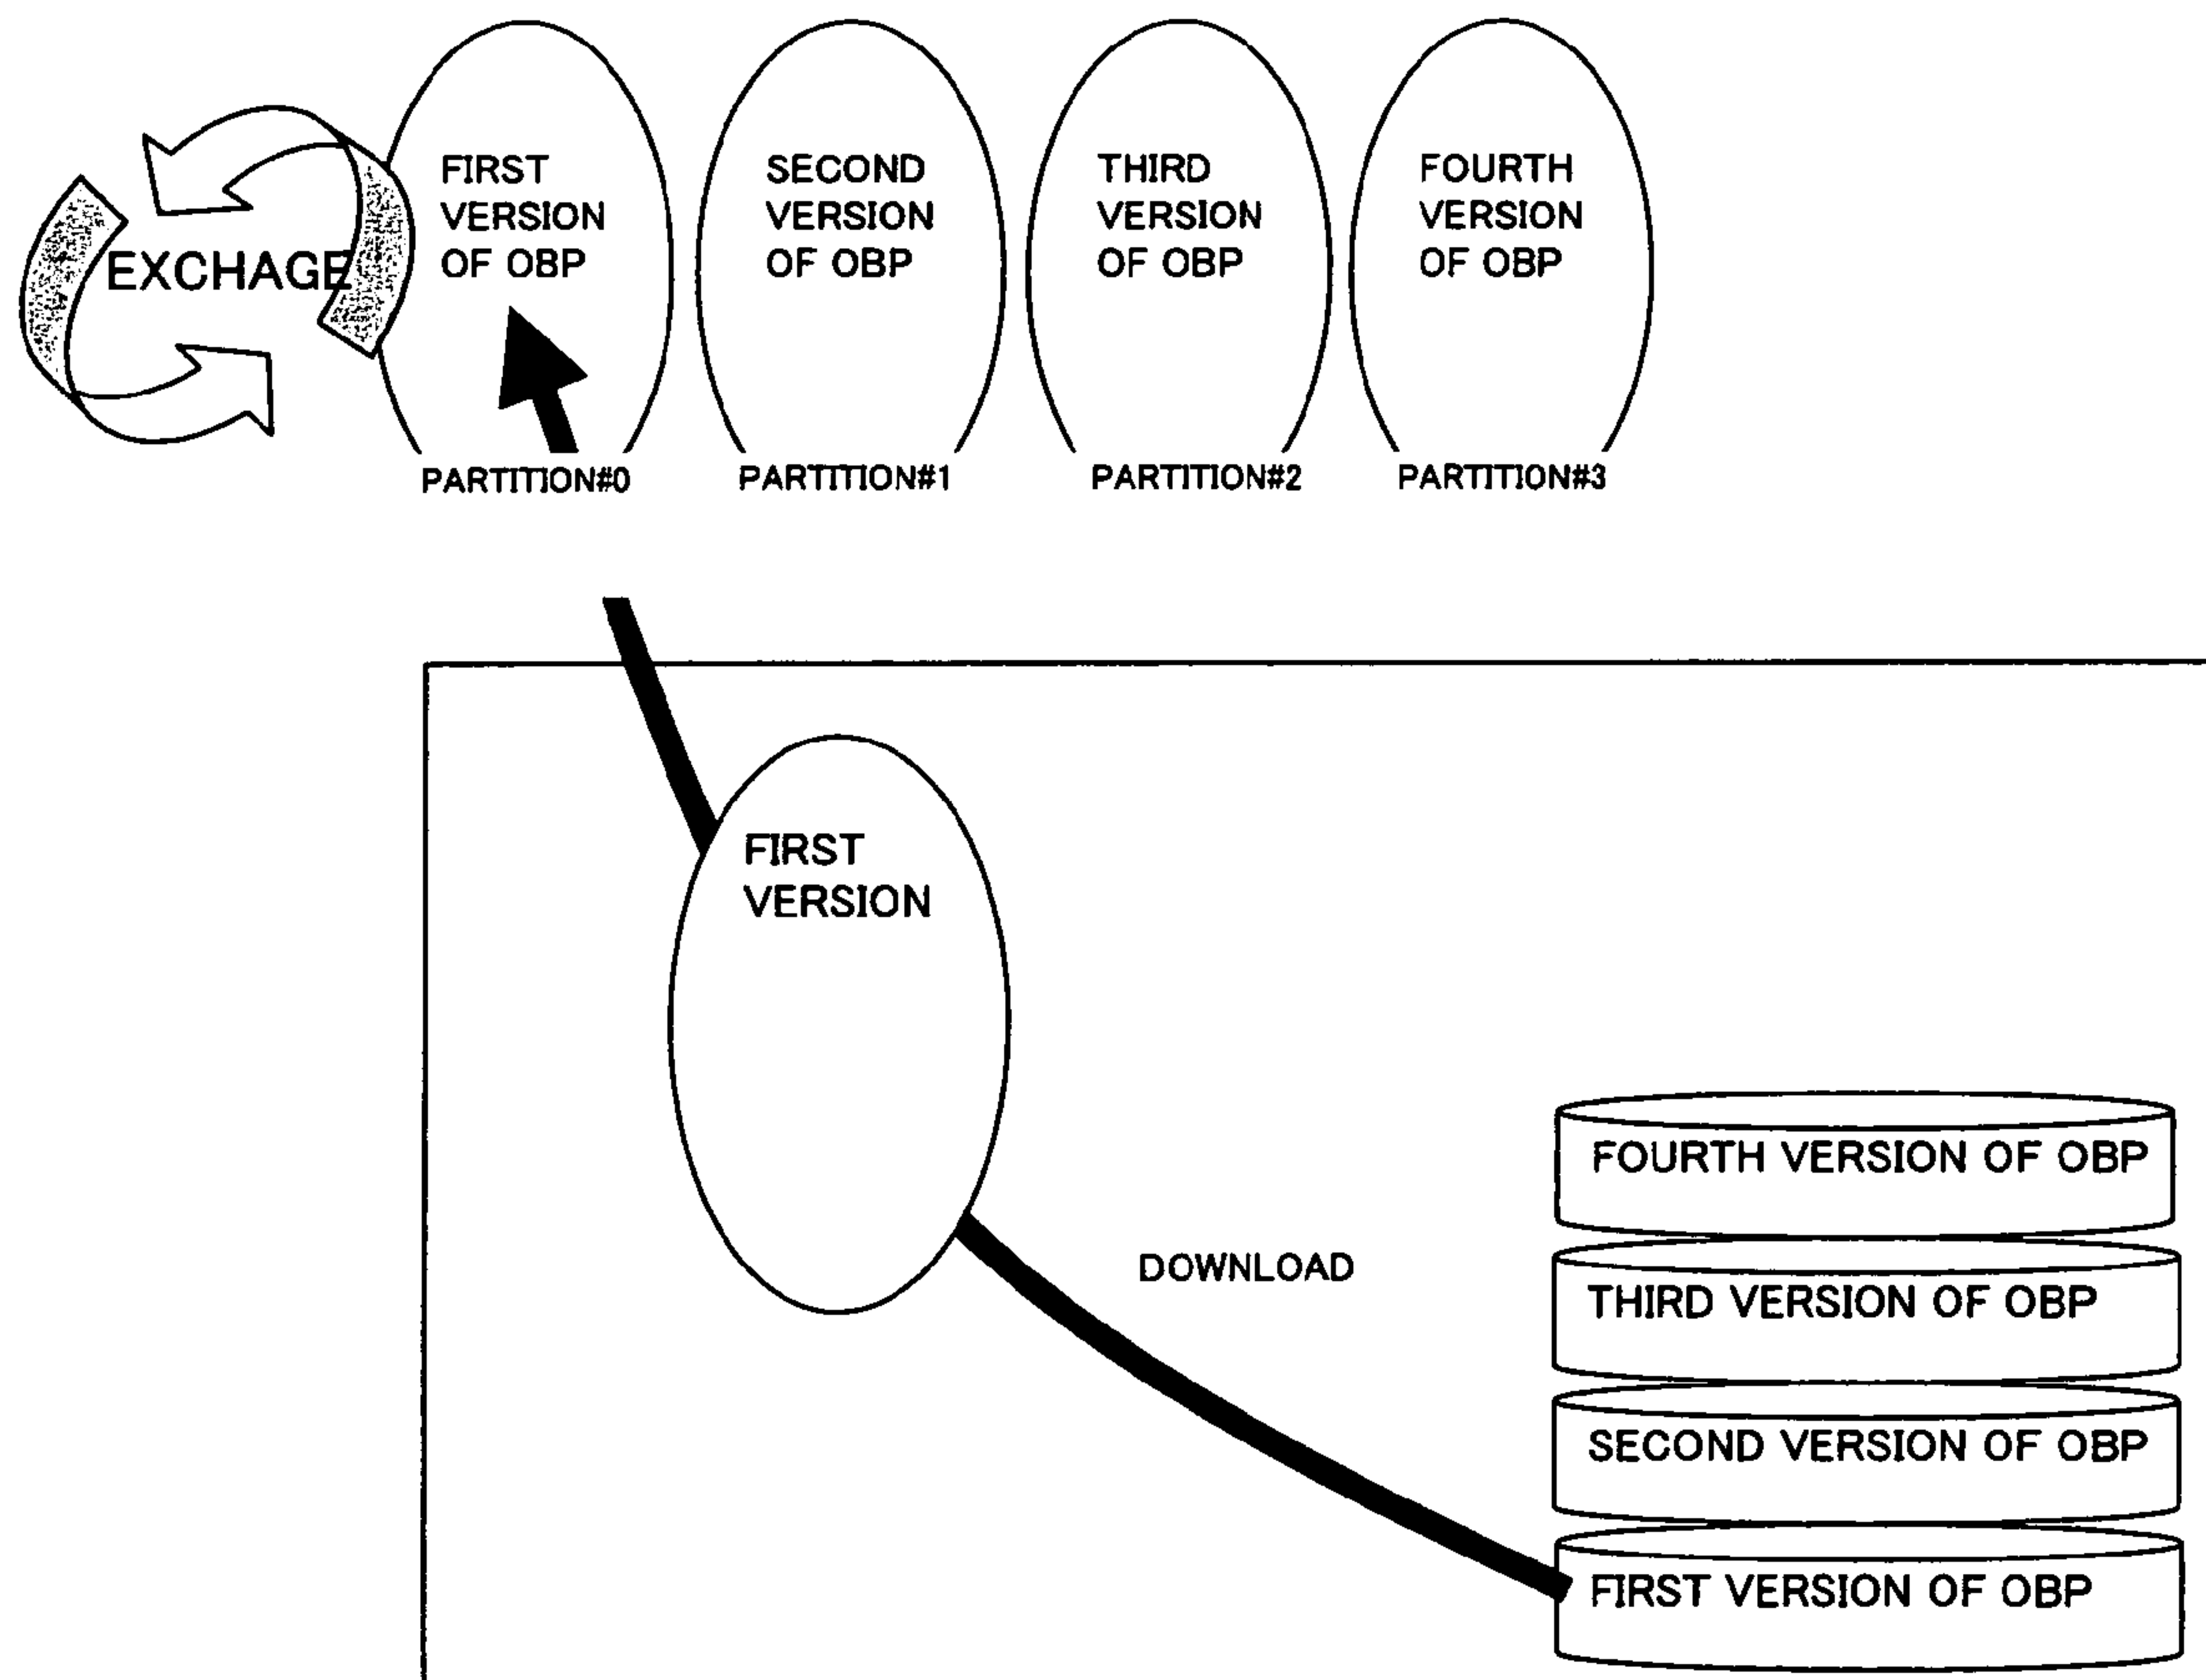 EXCHAGE
FIRST
VERSION
OF OBP
SECOND
VERSION
OF OBP
THIRD
VERSION
OF OBP
FOURTH
VERSION
OF OBP
PARTITION#0
PARTITION#1
PARTITION#2
PARTITION#3
FIRST
VERSION
DOWNLOAD
FOURTH VERSION OF OBP
THIRD VERSION OF OBP
SECOND VERSION OF OBP
FIRST VERSION OF OBP